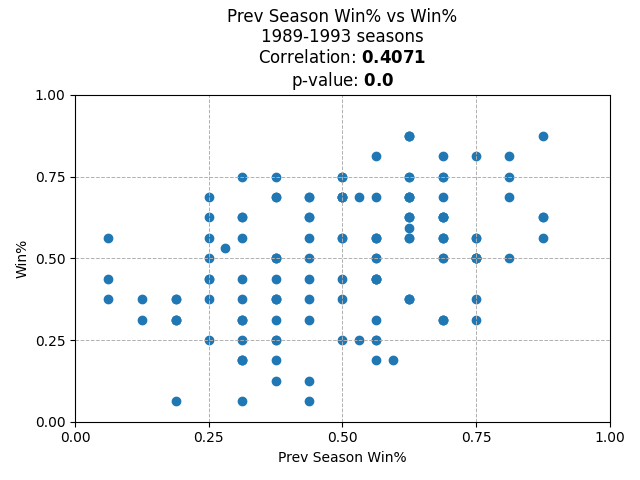 Prev Season Win% vs Win%
1989-1993 seasons
Correlation: 0.4071
p-value: 0.0
1.00
0.75
0.50
0.25
0.00
Win%
0.00 0.25 0.50 0.75 1.00
Prev Season Win%